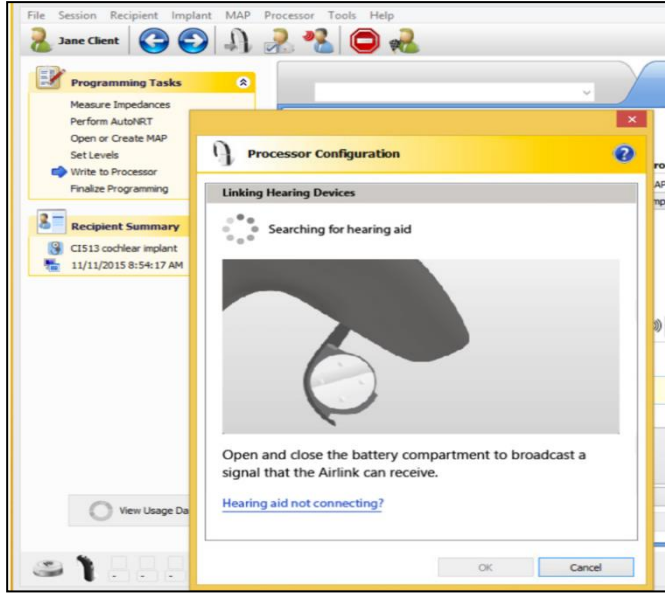 File Session Recipient Implant MAP Processor Tools Help
Jane Client
Programming Tasks
Measure Impedances
Perform AutoNRT
Open or Create MAP
Set Levels
Write to Processor
Finalize Programming
Recipient Summary
CI513 cochlear implant
11/11/2015 8:54:17 AM
View Usage Da
Processor Configuration
Linking Hearing Devices
Searching for hearing aid
Open and close the battery compartment to broadcast a
signal that the Airlink can receive.
Hearing aid not connecting?
OK Cancel